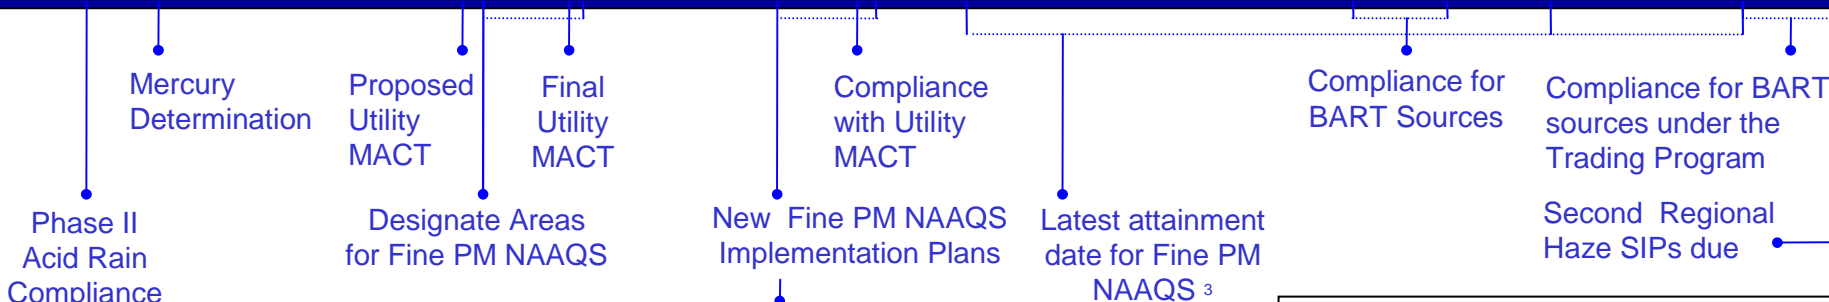 Mercury
Determination
Proposed
Utility
MACT
Final
Utility
MACT
Compliance
with Utility
MACT
Compliance for
BART Sources
Compliance for BART
sources under the
Trading Program
Phase II
Acid Rain
Compliance
Designate Areas
for Fine PM NAAQS
New Fine PM NAAQS
Implementation Plans
Latest attainment
date for Fine PM
NAAQS 3
Second Regional
Haze SIPs due